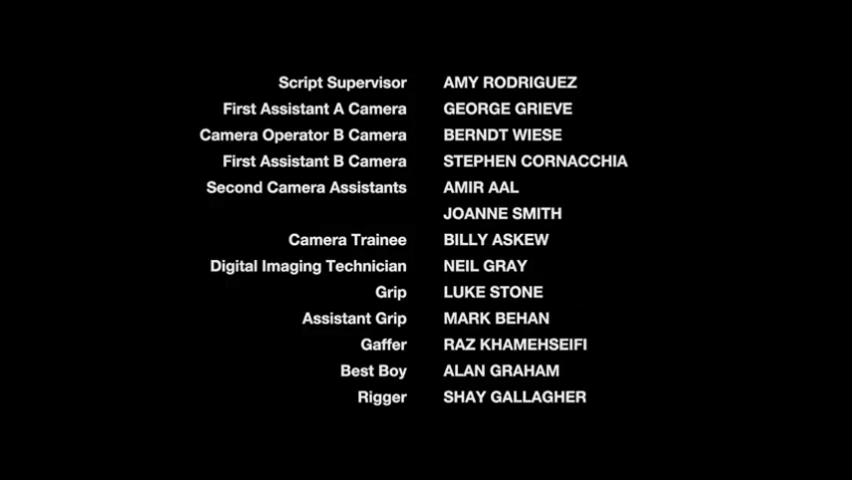 Script Supervisor AMY RODRIGUEZ
First Assistant A Camera GEORGE GRIEVE
Camera Operator B Camera BERNDT WIESE
First Assistant B Camera STEPHEN CORNACCHIA
Second Camera Assistants AMIR AAL
JOANNE SMITH
Camera Trainee BILLY ASKEW
Digital Imaging Technician NEIL GRAY
Grip LUKE STONE
Assistant Grip MARK BEHAN
Gaffer RAZ KHAMEHSEIFI
Best Boy ALAN GRAHAM
Rigger SHAY GALLAGHER